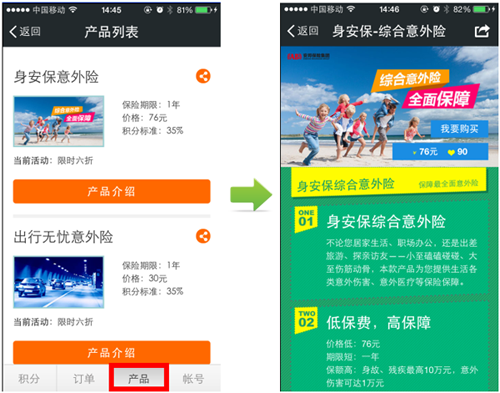 中国移动
14:45
81%
返回
产品列表
身安保意外险
综合意外险
全面保障
保险期限：1年
价格：76元
积分标准：35%
当前活动：限时六折
产品介绍
出行无忧意外险
保险期限：1年
价格：30元
积分标准：35%
当前活动：限时六折
产品介绍
积分
订单
产品
帐号
中国移动
14:46
82%
返回
身安保-综合意外险
综合意外险
全面保障
我要购买
76元
90
身安保综合意外险
保障最全面意外险
ONE
01
身安保综合意外险
不论您居家生活、职场办公、还是出差
旅游、探亲访友——小至磕磕碰碰、大
至伤筋动骨，本款产品为您提供生活各
类意外伤害、意外医疗等保险保障。
TWO
02
低保费，高保障
价格低：76元
期限短：一年
保额高：身故、残疾最高10万元，意外
伤害可达1万元